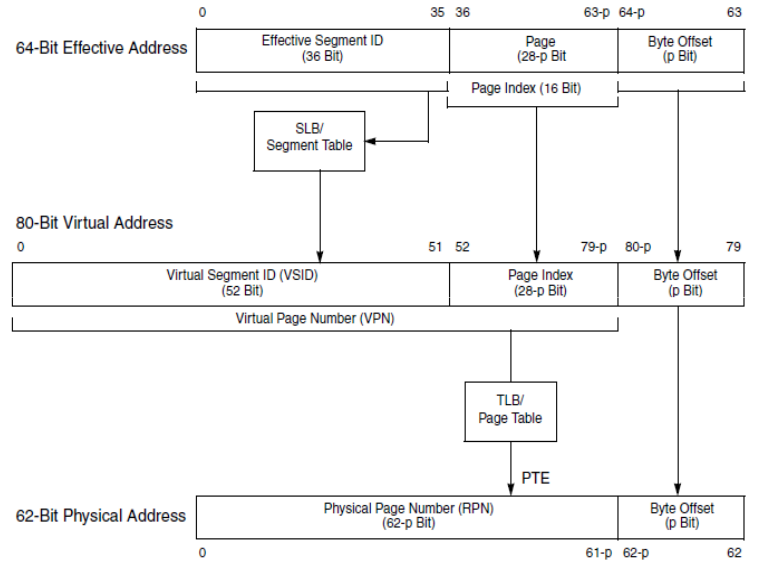 0 35 36 63-p 64-p 63
64-Bit Effective Address
Effective Segment ID
(36 Bit)
Page
(28-p Bit
Byte Offset
(p Bit)
Page Index (16 Bit)
SLB/
Segment Table
80-Bit Virtual Address
0 51 52 79-p 80-p 79
Virtual Segment ID (VSID)
(52 Bit)
Page Index
(28-p Bit)
Byte Offset
(p Bit)
Virtual Page Number (VPN)
TLB/
Page Table
PTE
62-Bit Physical Address
Physical Page Number (RPN)
(62-p Bit)
Byte Offset
(p Bit)
0 61-p 62-p 62